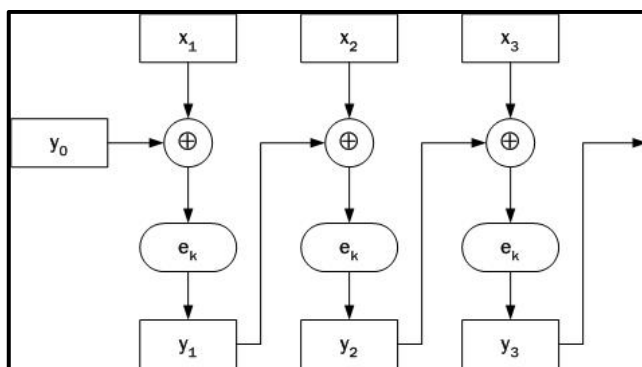 x₁ x₂ x₃
⊕ ⊕ ⊕
y₀
eₖ eₖ eₖ
y₁ y₂ y₃